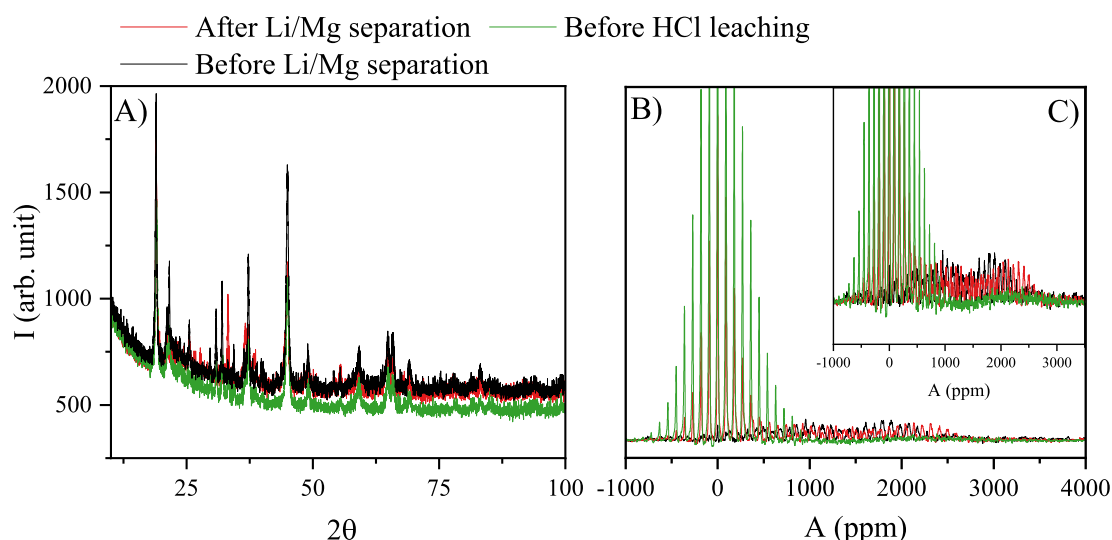 After Li/Mg separation
Before HCl leaching
Before Li/Mg separation
A)
I (arb. unit)
2000
1500
1000
500
25
50
75
100
2θ
B)
-1000
0
1000
2000
3000
4000
A (ppm)
C)
-1000
0
1000
2000
3000
A (ppm)